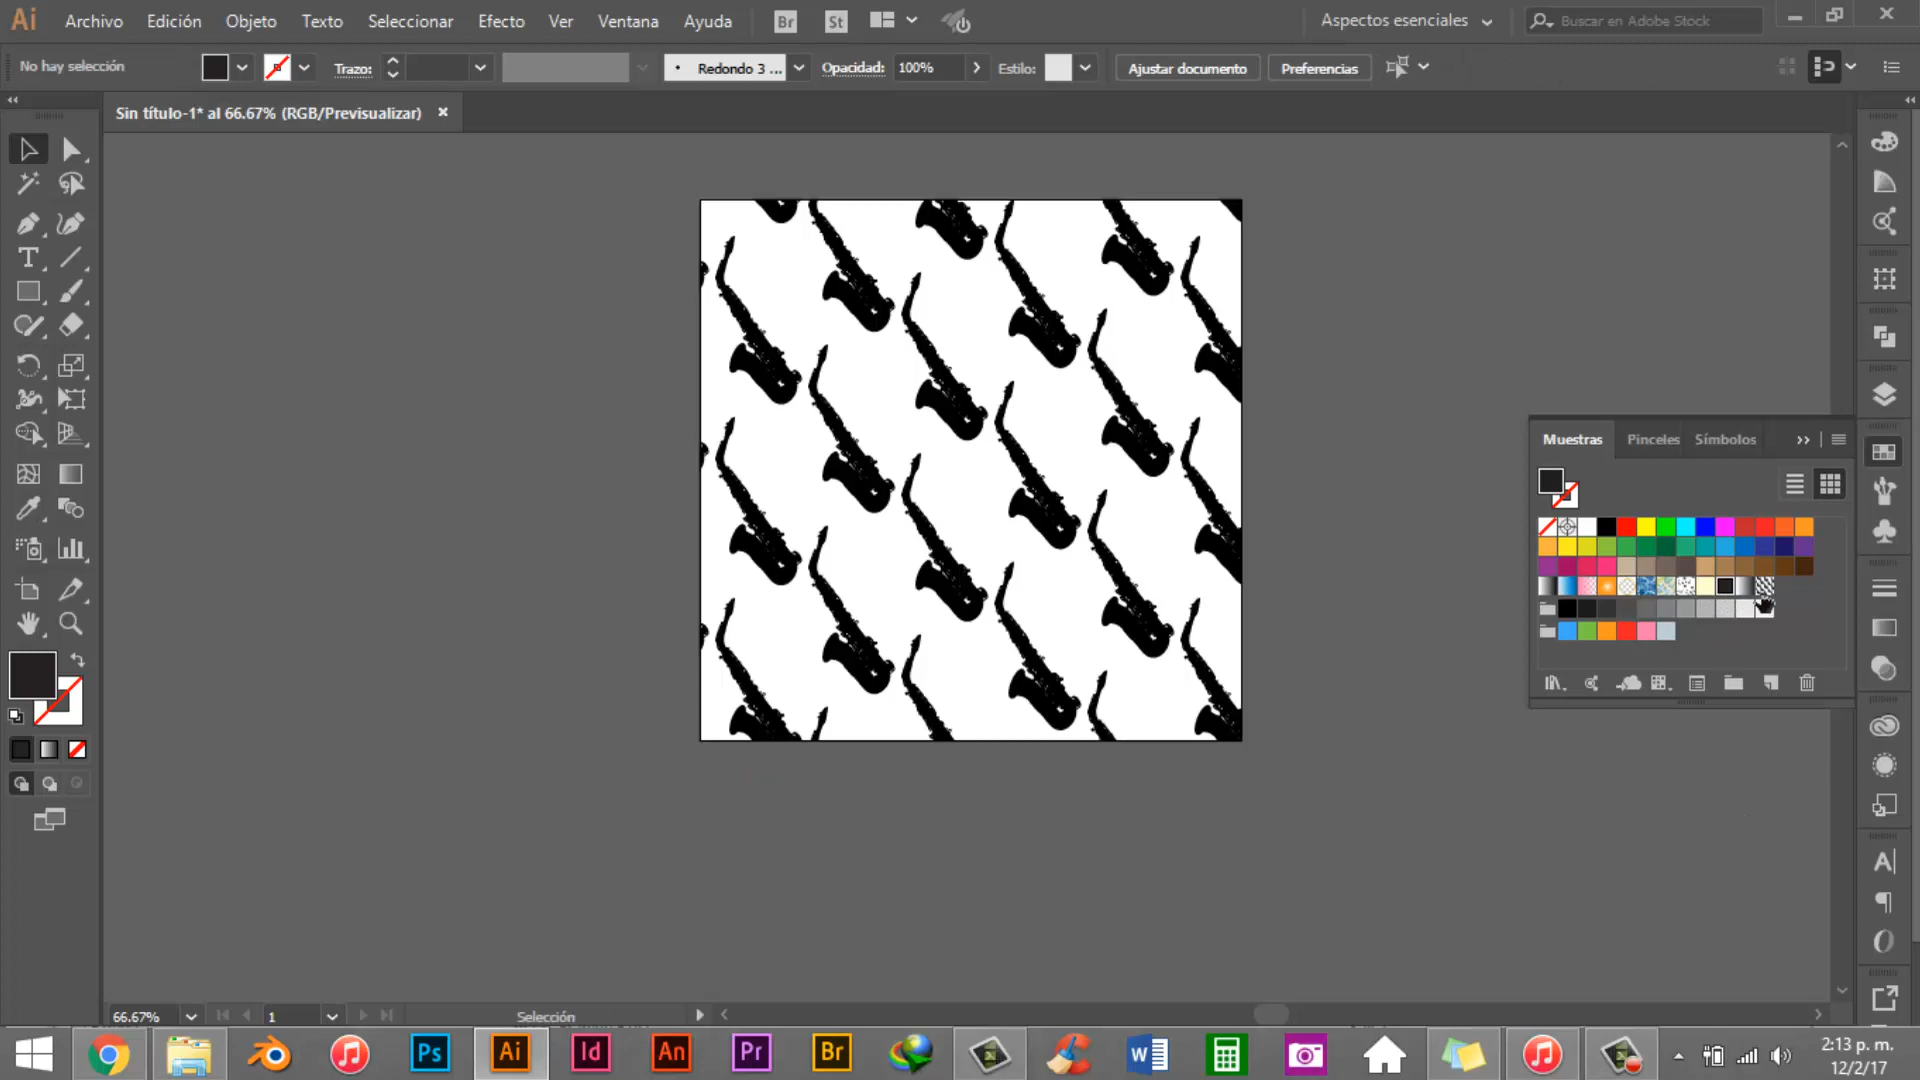 Ai Archivo Edición Objeto Texto Seleccionar Efecto Ver Ventana Ayuda Br St Aspectos esenciales Buscar en Adobe Stock
No hay selección Trazo: Redondo 3 ... Opacidad: 100% Estilo: Ajustar documento Preferencias
Sin título-1* al 66.67% (RGB/Previsualizar)
Muestras Pinceles Símbolos
66.67% 1 Selección
Ps Ai Id An Pr Br W
2:13 p. m.
12/2/17